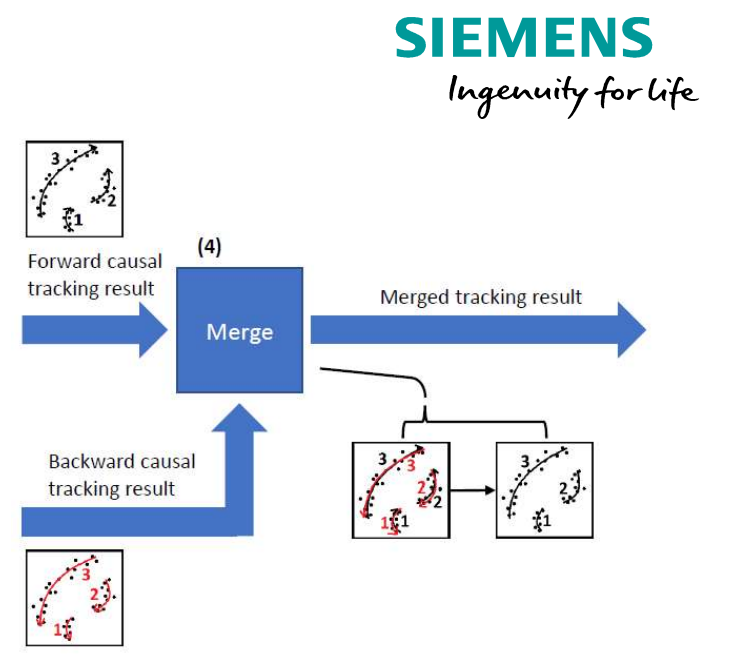 SIEMENS
Ingenuity for life
3
2
1
(4)
Forward causal
tracking result
Merge
Merged tracking result
Backward causal
tracking result
3
3
2
2
1
1
3
2
1
3
2
1